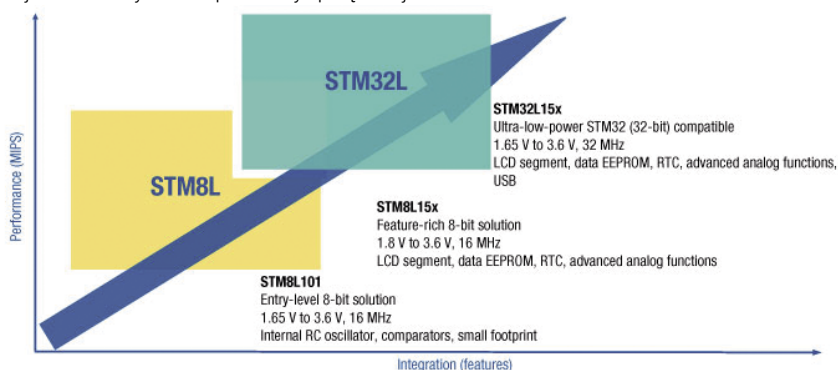 STM32L
STM8L
Performance (MIPS)
STM32L15x
Ultra-low-power STM32 (32-bit) compatible
1.65 V to 3.6 V, 32 MHz
LCD segment, data EEPROM, RTC, advanced analog functions,
USB
STM8L15x
Feature-rich 8-bit solution
1.8 V to 3.6 V, 16 MHz
LCD segment, data EEPROM, RTC, advanced analog functions
STM8L101
Entry-level 8-bit solution
1.65 V to 3.6 V, 16 MHz
Internal RC oscillator, comparators, small footprint
Integration (features)